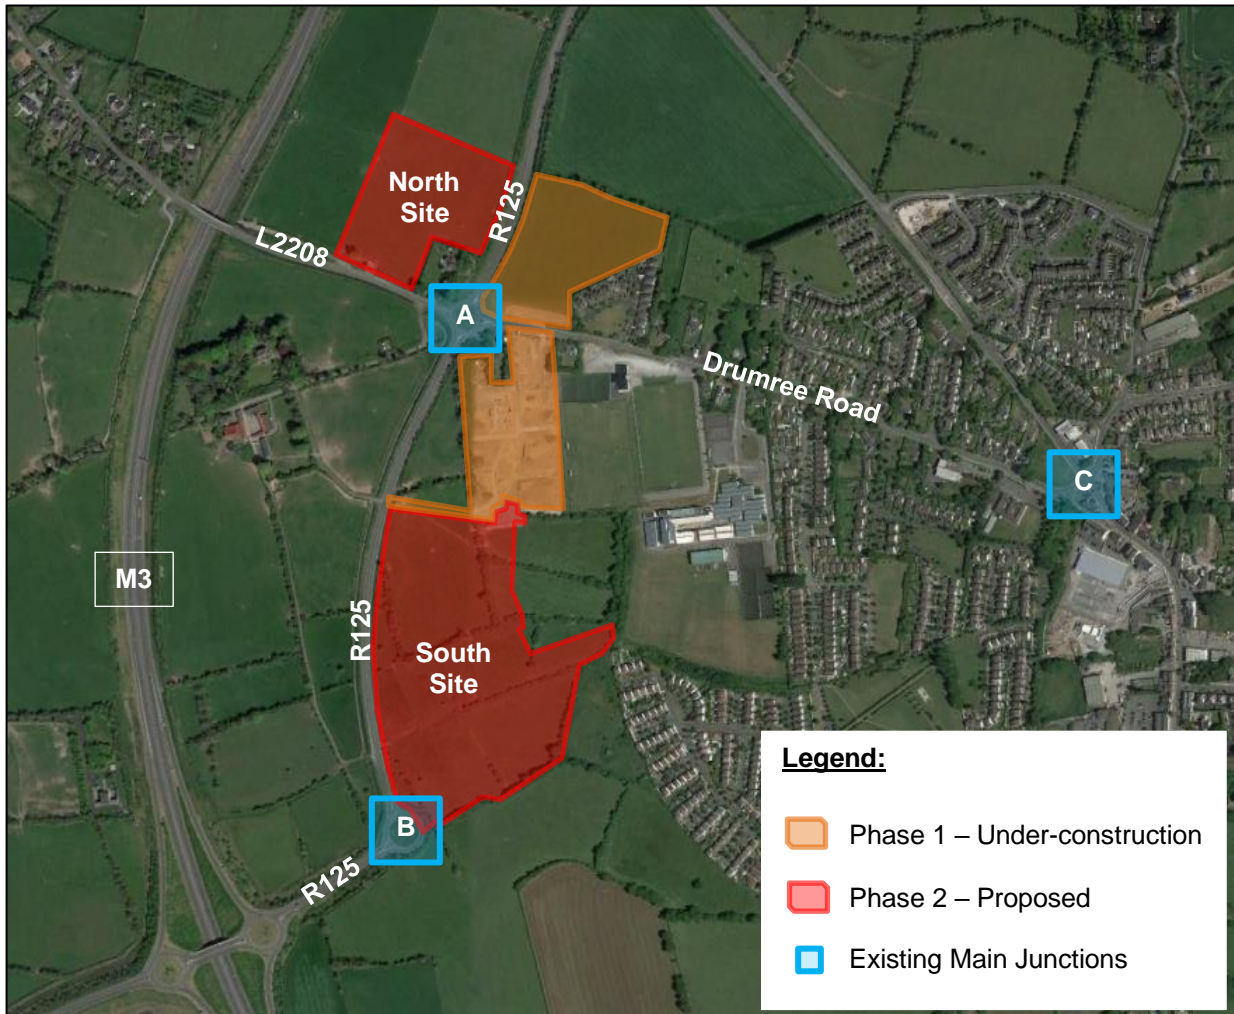 North
Site
R125
L2208
A
Drumree Road
C
M3
R125
South
Site
B
R125
Legend:
Phase 1 – Under-construction
Phase 2 – Proposed
Existing Main Junctions